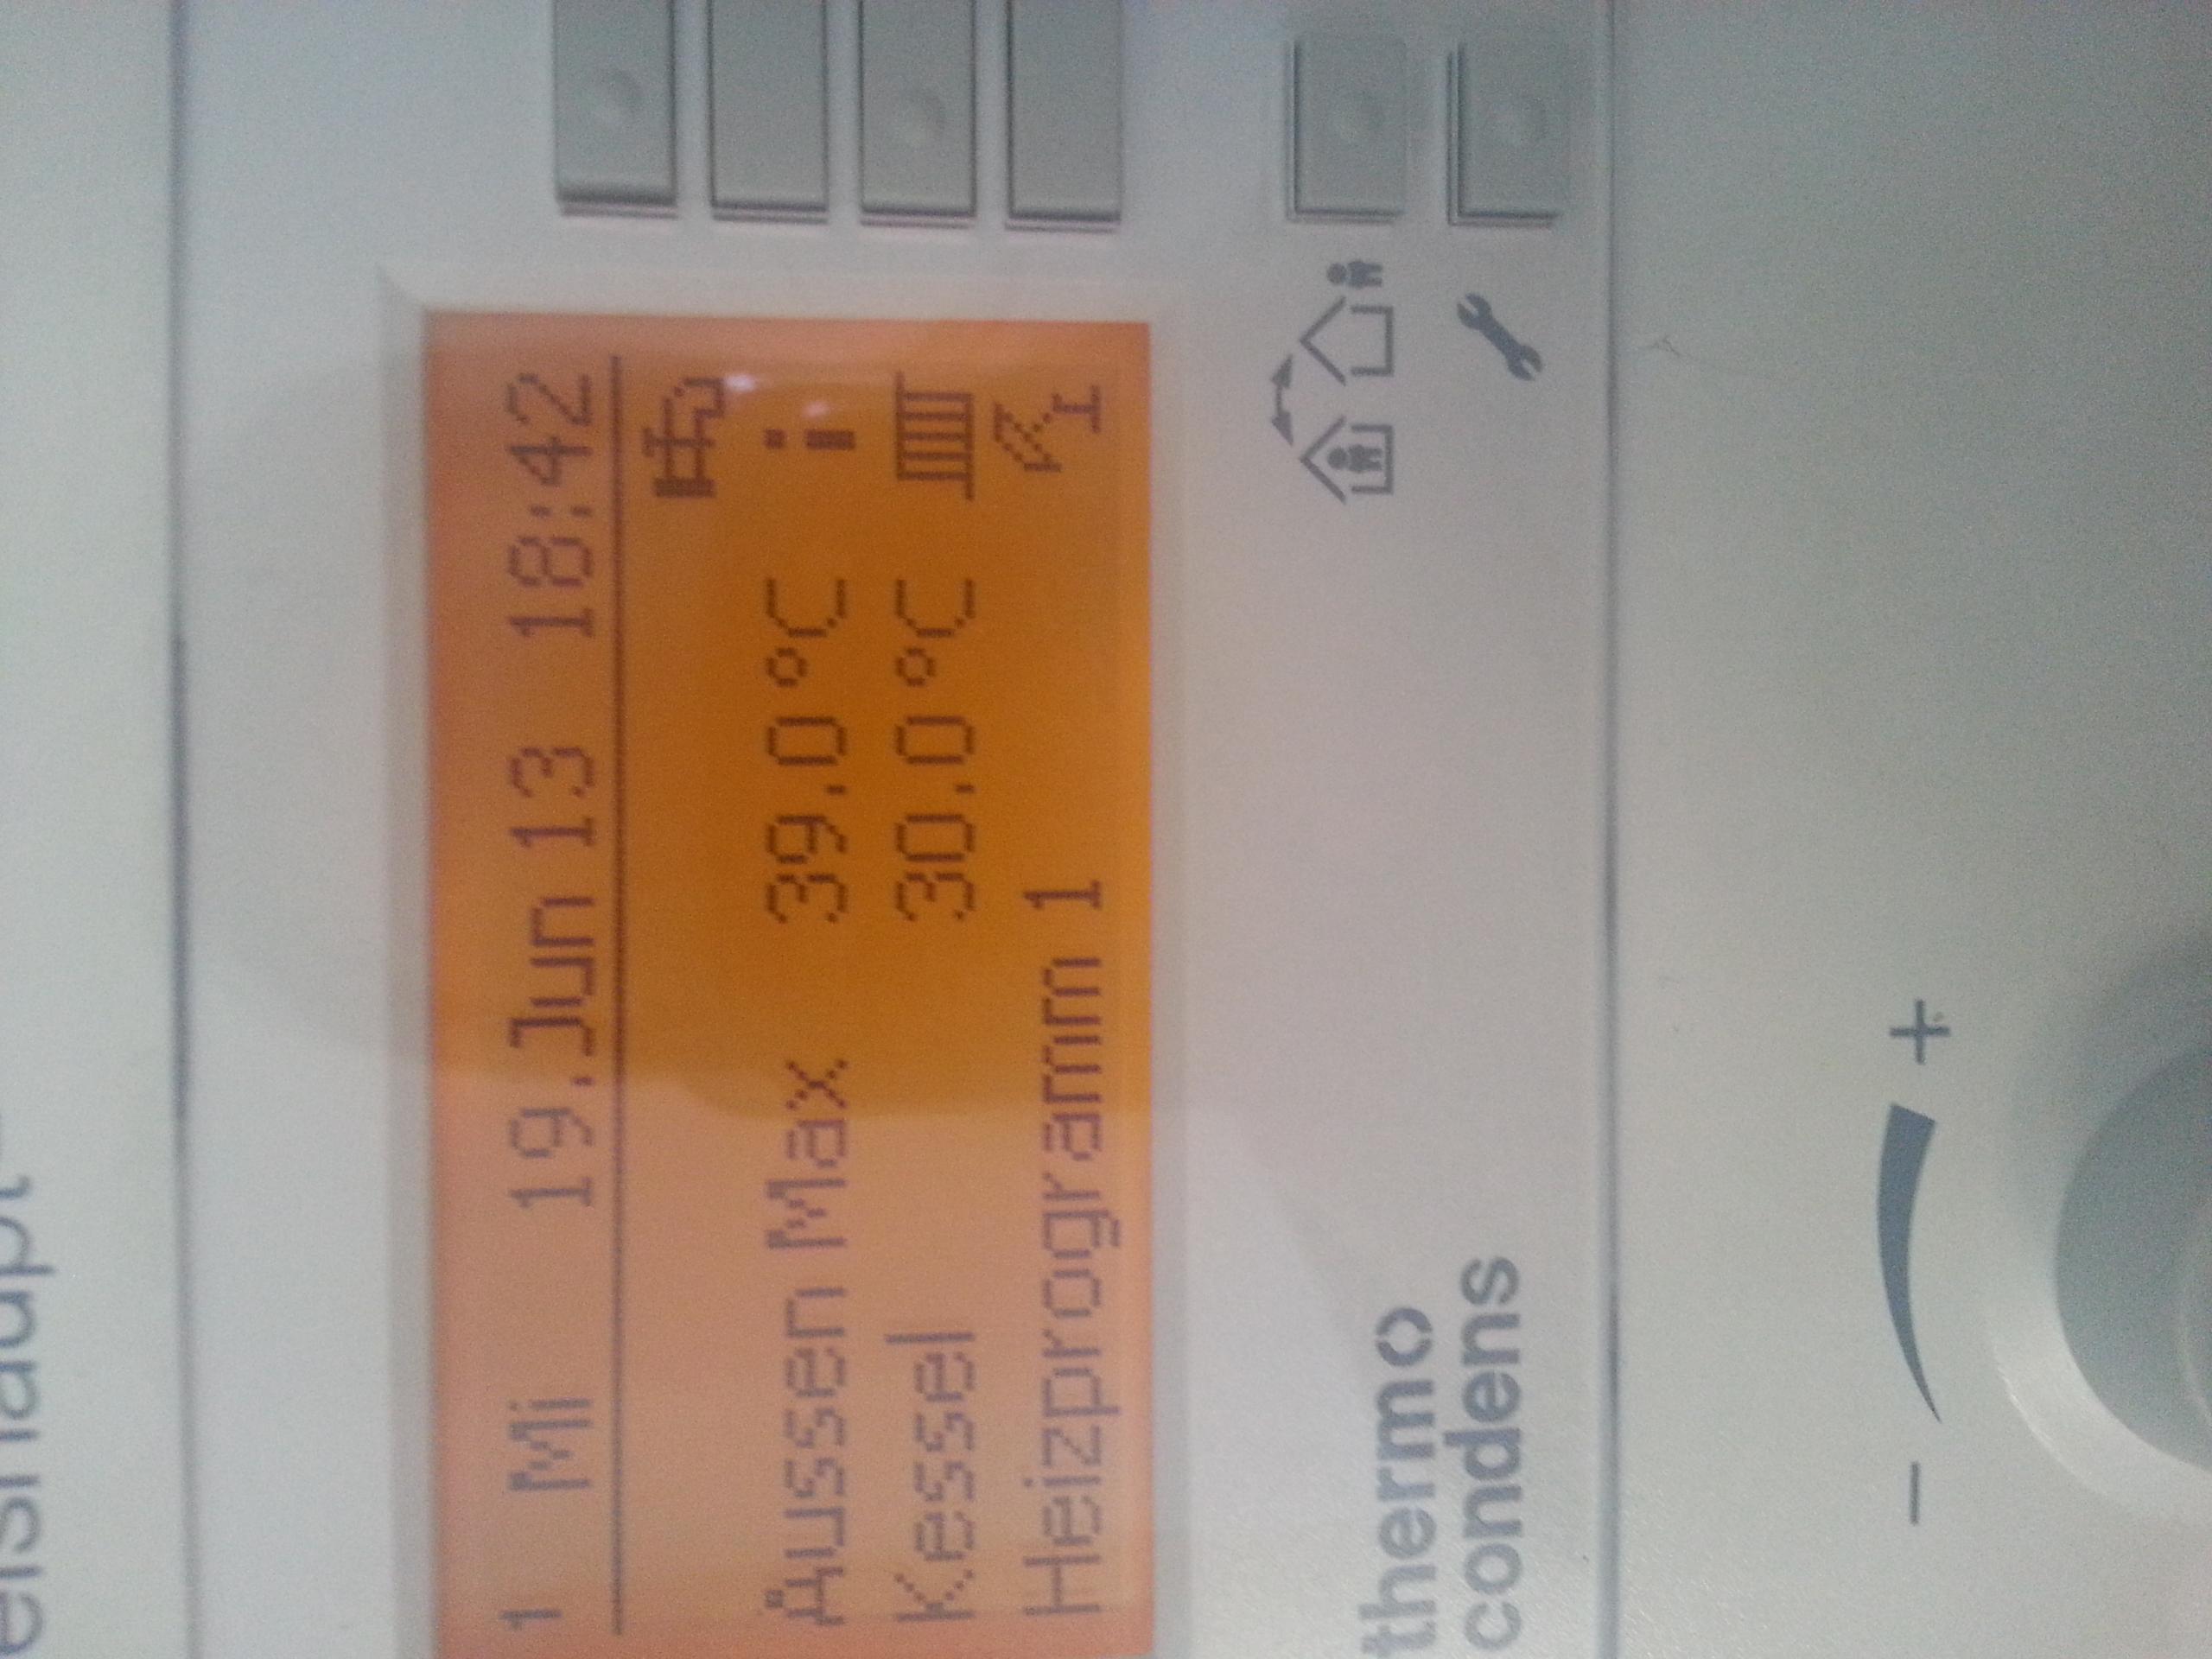 1 Mi 19.Jun 13 18:42
Aussen Max 39.0°C
Kessel 30.0°C
Heizprogramm 1
thermo
condens
- +